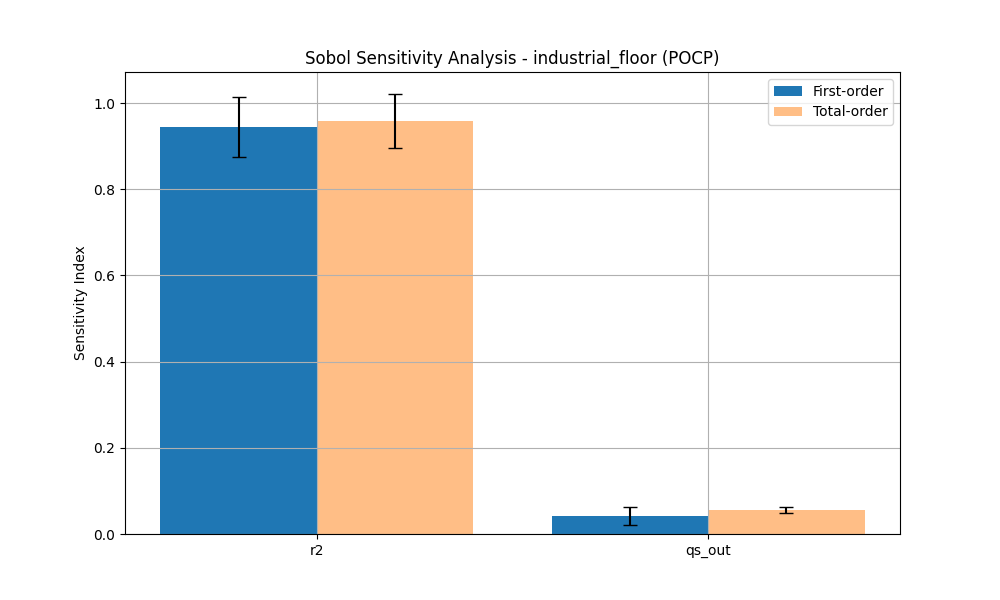 Sobol Sensitivity Analysis - industrial_floor (POCP)
First-order
Total-order
Sensitivity Index
1.0
0.8
0.6
0.4
0.2
0.0
r2
qs_out